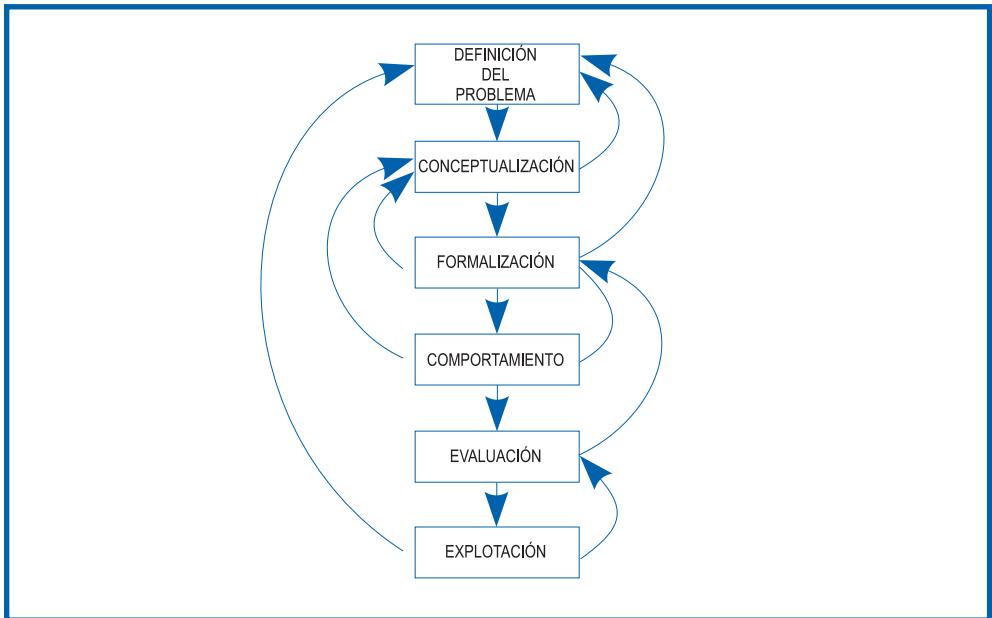 DEFINICIÓN
DEL
PROBLEMA
CONCEPTUALIZACIÓN
FORMALIZACIÓN
COMPORTAMIENTO
EVALUACIÓN
EXPLOTACIÓN